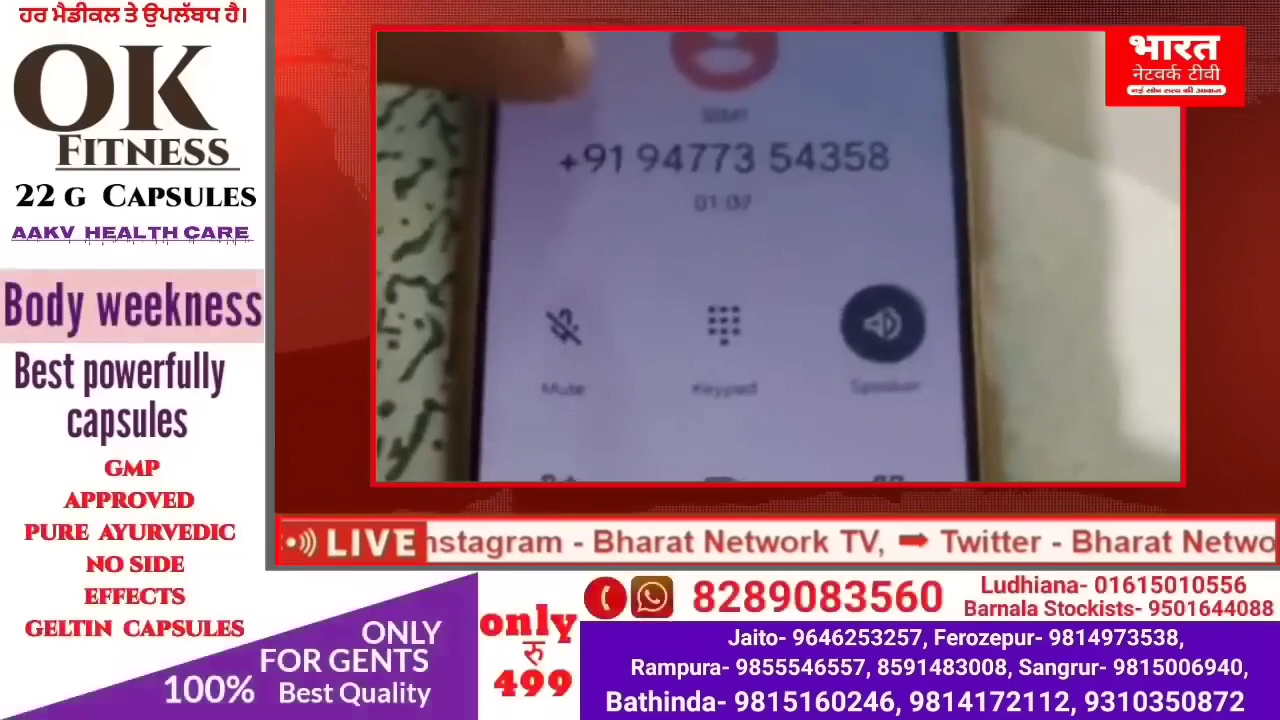 ਹਰ ਮੈਡੀਕਲ ਤੇ ਉਪਲੱਬਧ ਹੈ।
OK
FITNESS
22 G CAPSULES
AAKV HEALTH CARE
Body weekness
Best powerfully
capsules
GMP
APPROVED
PURE AYURVEDIC
NO SIDE
EFFECTS
GELTIN CAPSULES
ONLY
FOR GENTS
100% Best Quality
भारत
नेटवर्क टीवी
नई सोच सत्य की आवाज
+91 94773 54358
01:07
Mute Keypad Speaker
LIVE nstagram - Bharat Network TV, ➡ Twitter - Bharat Netwo
only
रु
499
8289083560
Ludhiana- 01615010556
Barnala Stockists- 9501644088
Jaito- 9646253257, Ferozepur- 9814973538,
Rampura- 9855546557, 8591483008, Sangrur- 9815006940,
Bathinda- 9815160246, 9814172112, 9310350872